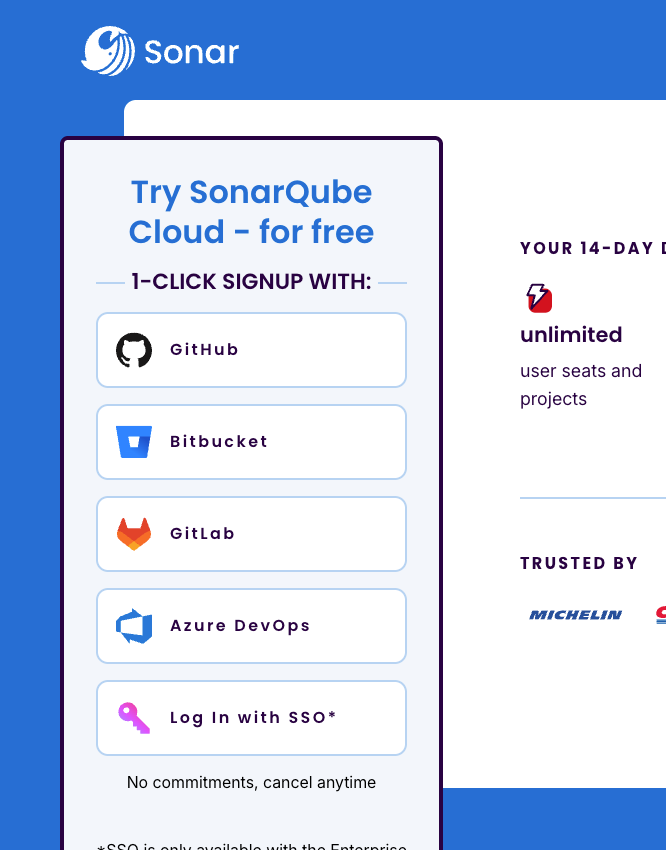 Sonar
Try SonarQube
Cloud - for free
1-CLICK SIGNUP WITH:
GitHub
Bitbucket
GitLab
Azure DevOps
Log In with SSO*
No commitments, cancel anytime
*SSO is only available with the Enterprise
YOUR 14-DAY
unlimited
user seats and
projects
TRUSTED BY
MICHELIN